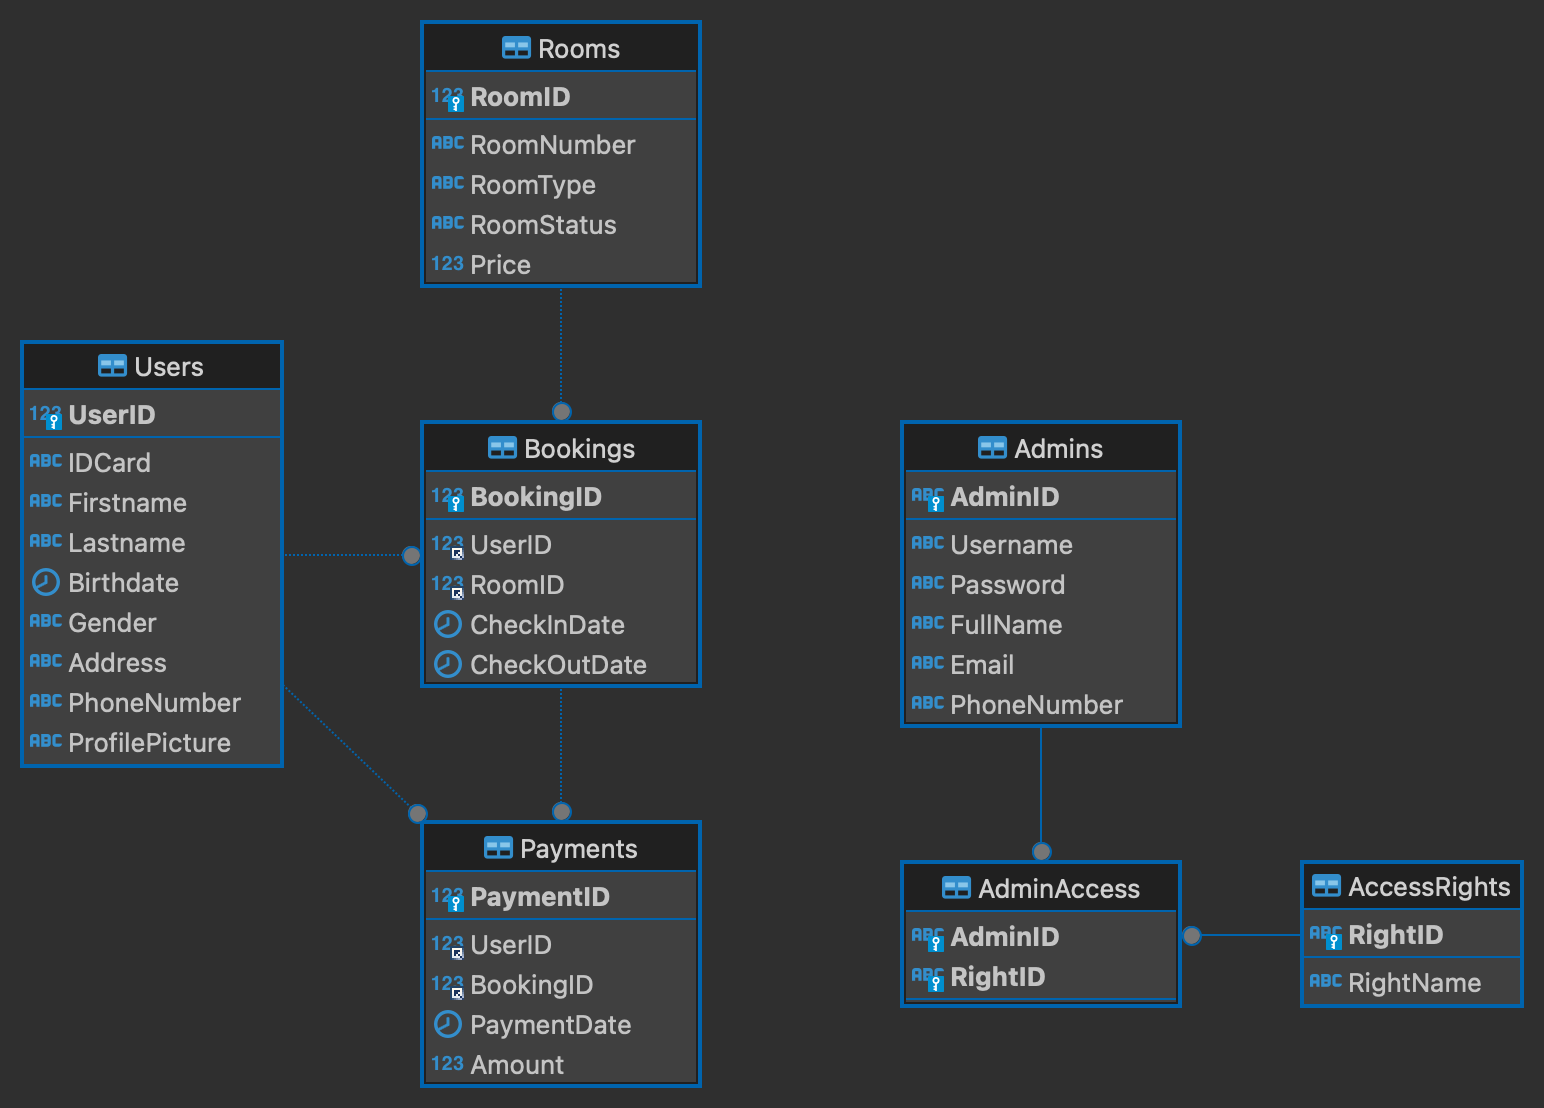 Rooms
123 RoomID
ABC RoomNumber
ABC RoomType
ABC RoomStatus
123 Price
Users
123 UserID
ABC IDCard
ABC Firstname
ABC Lastname
Birthdate
ABC Gender
ABC Address
ABC PhoneNumber
ABC ProfilePicture
Bookings
123 BookingID
123 UserID
123 RoomID
CheckInDate
CheckOutDate
Payments
123 PaymentID
123 UserID
123 BookingID
PaymentDate
123 Amount
Admins
ABC AdminID
ABC Username
ABC Password
ABC FullName
ABC Email
ABC PhoneNumber
AdminAccess
ABC AdminID
ABC RightID
AccessRights
ABC RightID
ABC RightName